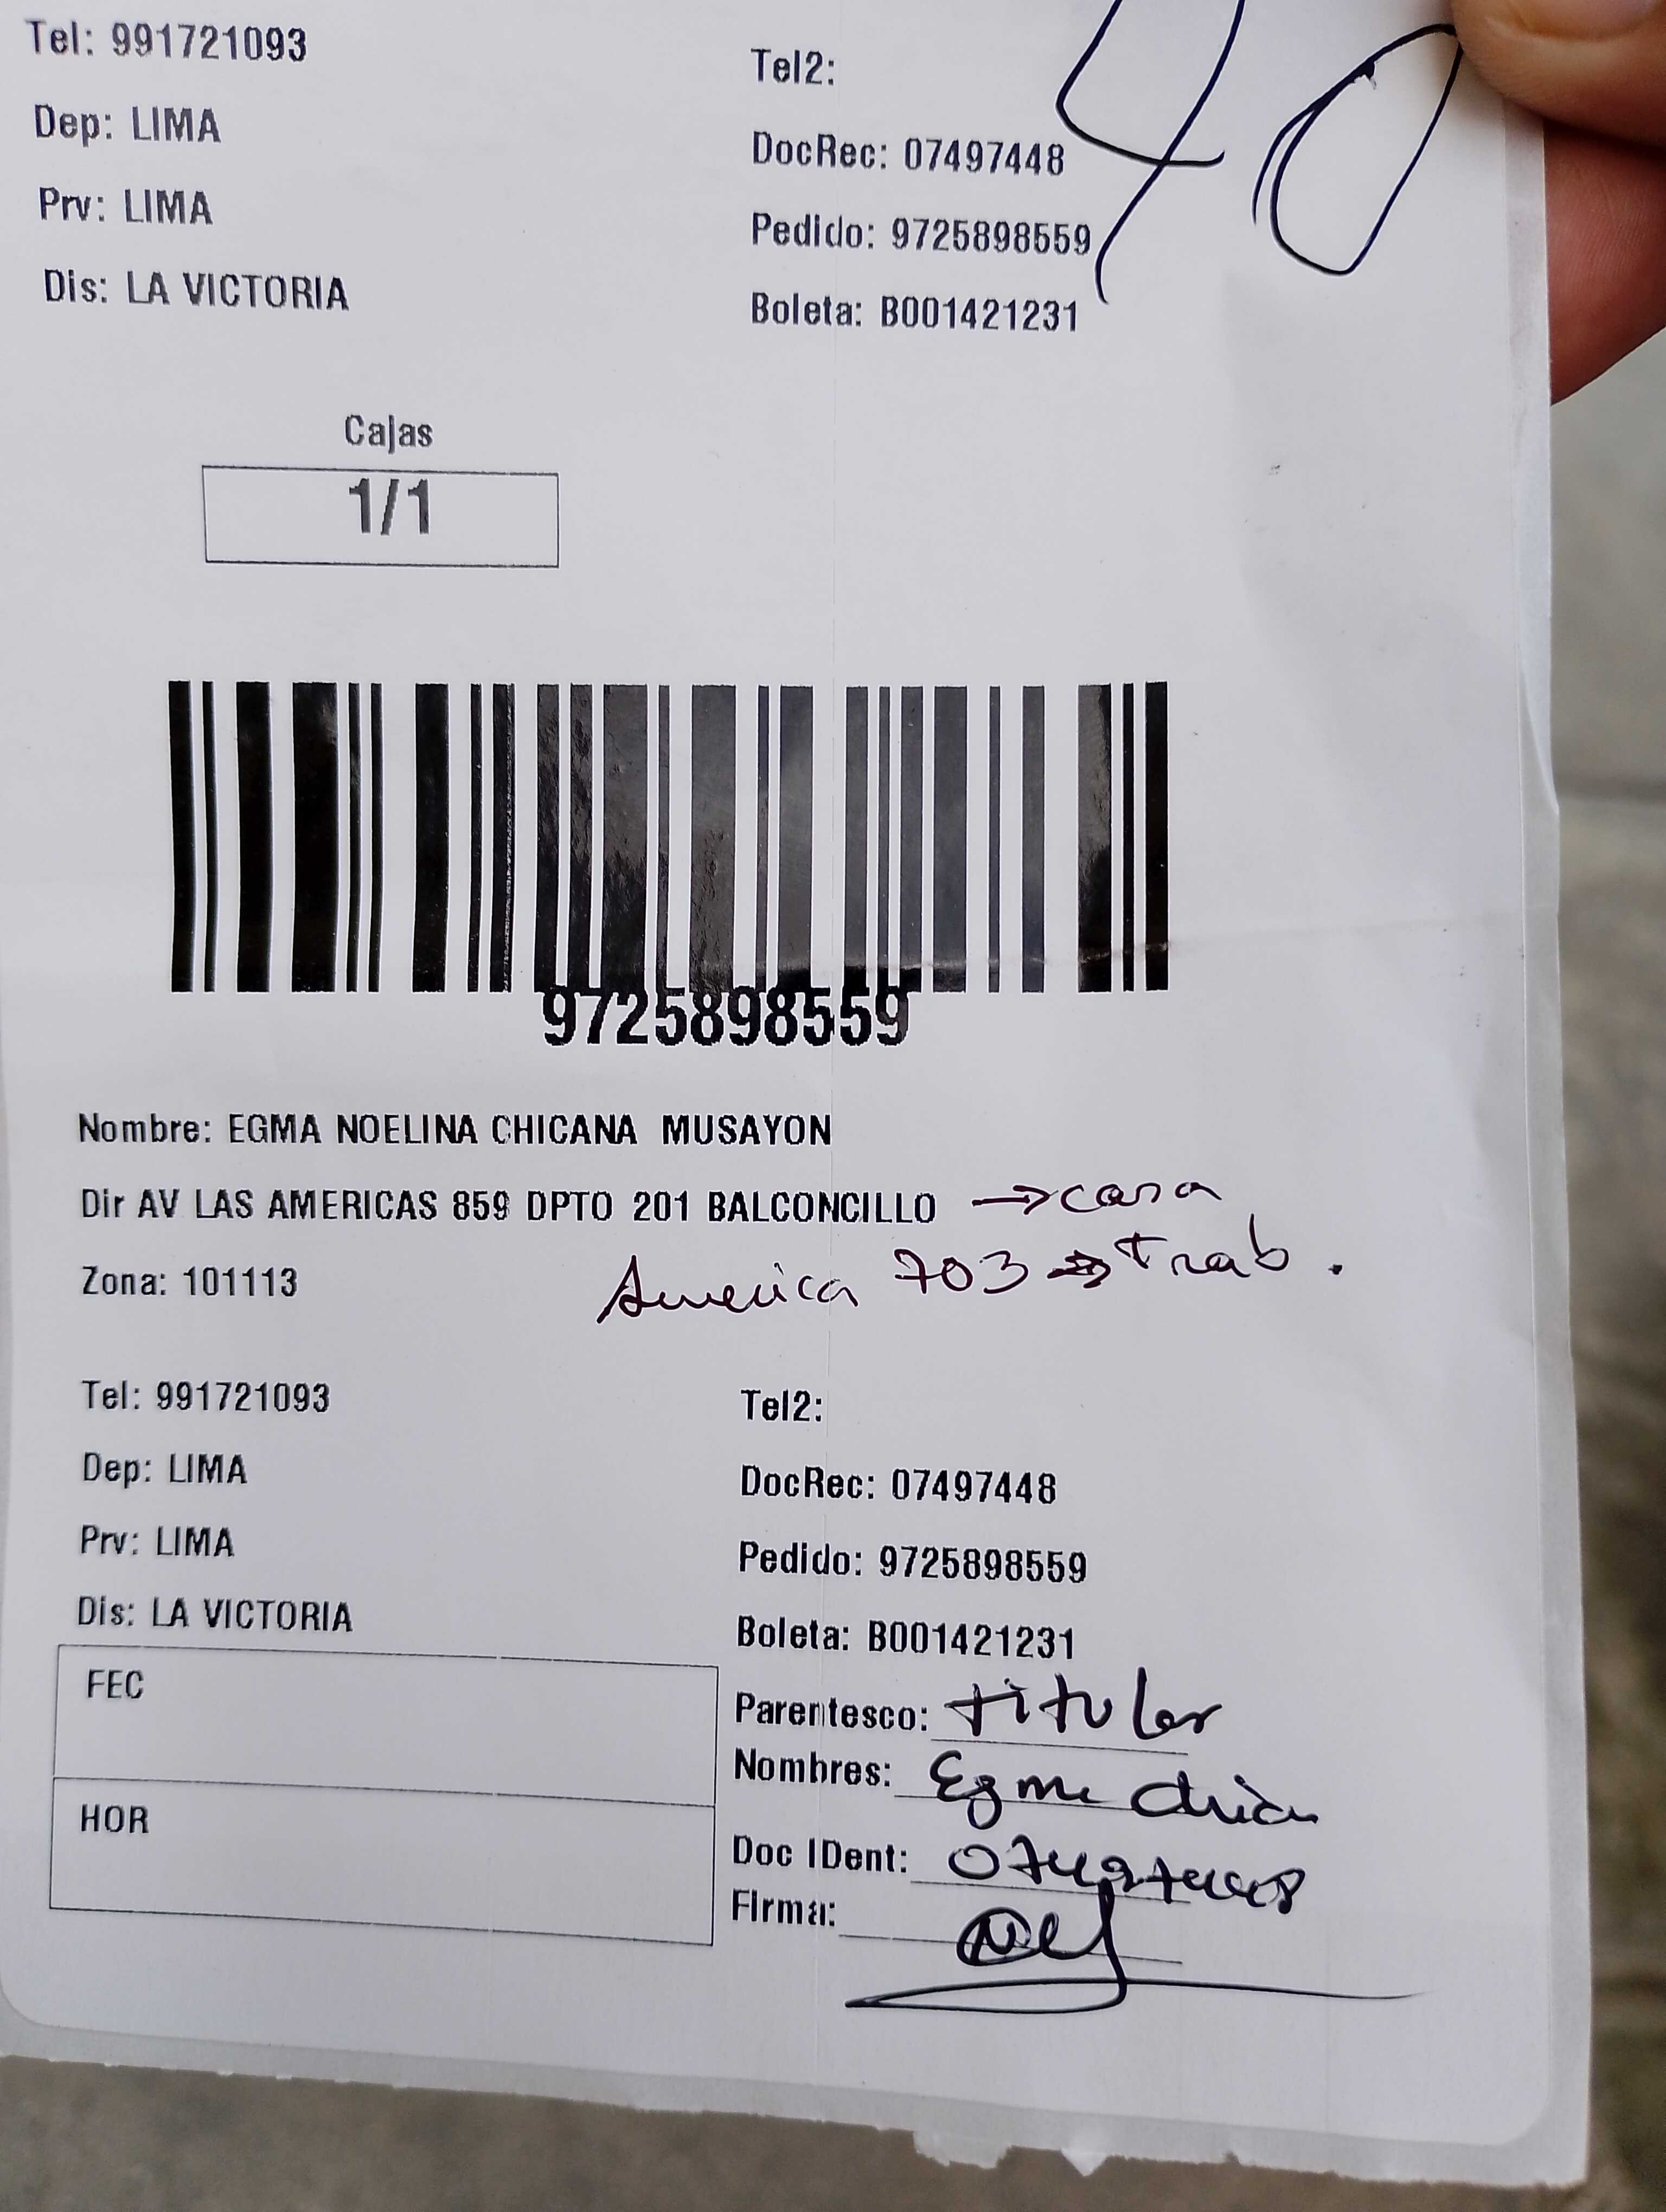 Tel: 991721093
Tel2:
Dep: LIMA
DocRec: 07497448
Prv: LIMA
Pedido: 9725898559
Dis: LA VICTORIA
Boleta: B001421231
40
Cajas
1/1
9725898559
Nombre: EGMA NOELINA CHICANA MUSAYON
Dir AV LAS AMERICAS 859 DPTO 201 BALCONCILLO → casa
Zona: 101113
America 703 → Trab.
Tel: 991721093
Tel2:
Dep: LIMA
DocRec: 07497448
Prv: LIMA
Pedido: 9725898559
Dis: LA VICTORIA
Boleta: B001421231
FEC
HOR
Parentesco: titular
Nombres: Egma
Doc IDent: 07497448
Firma: